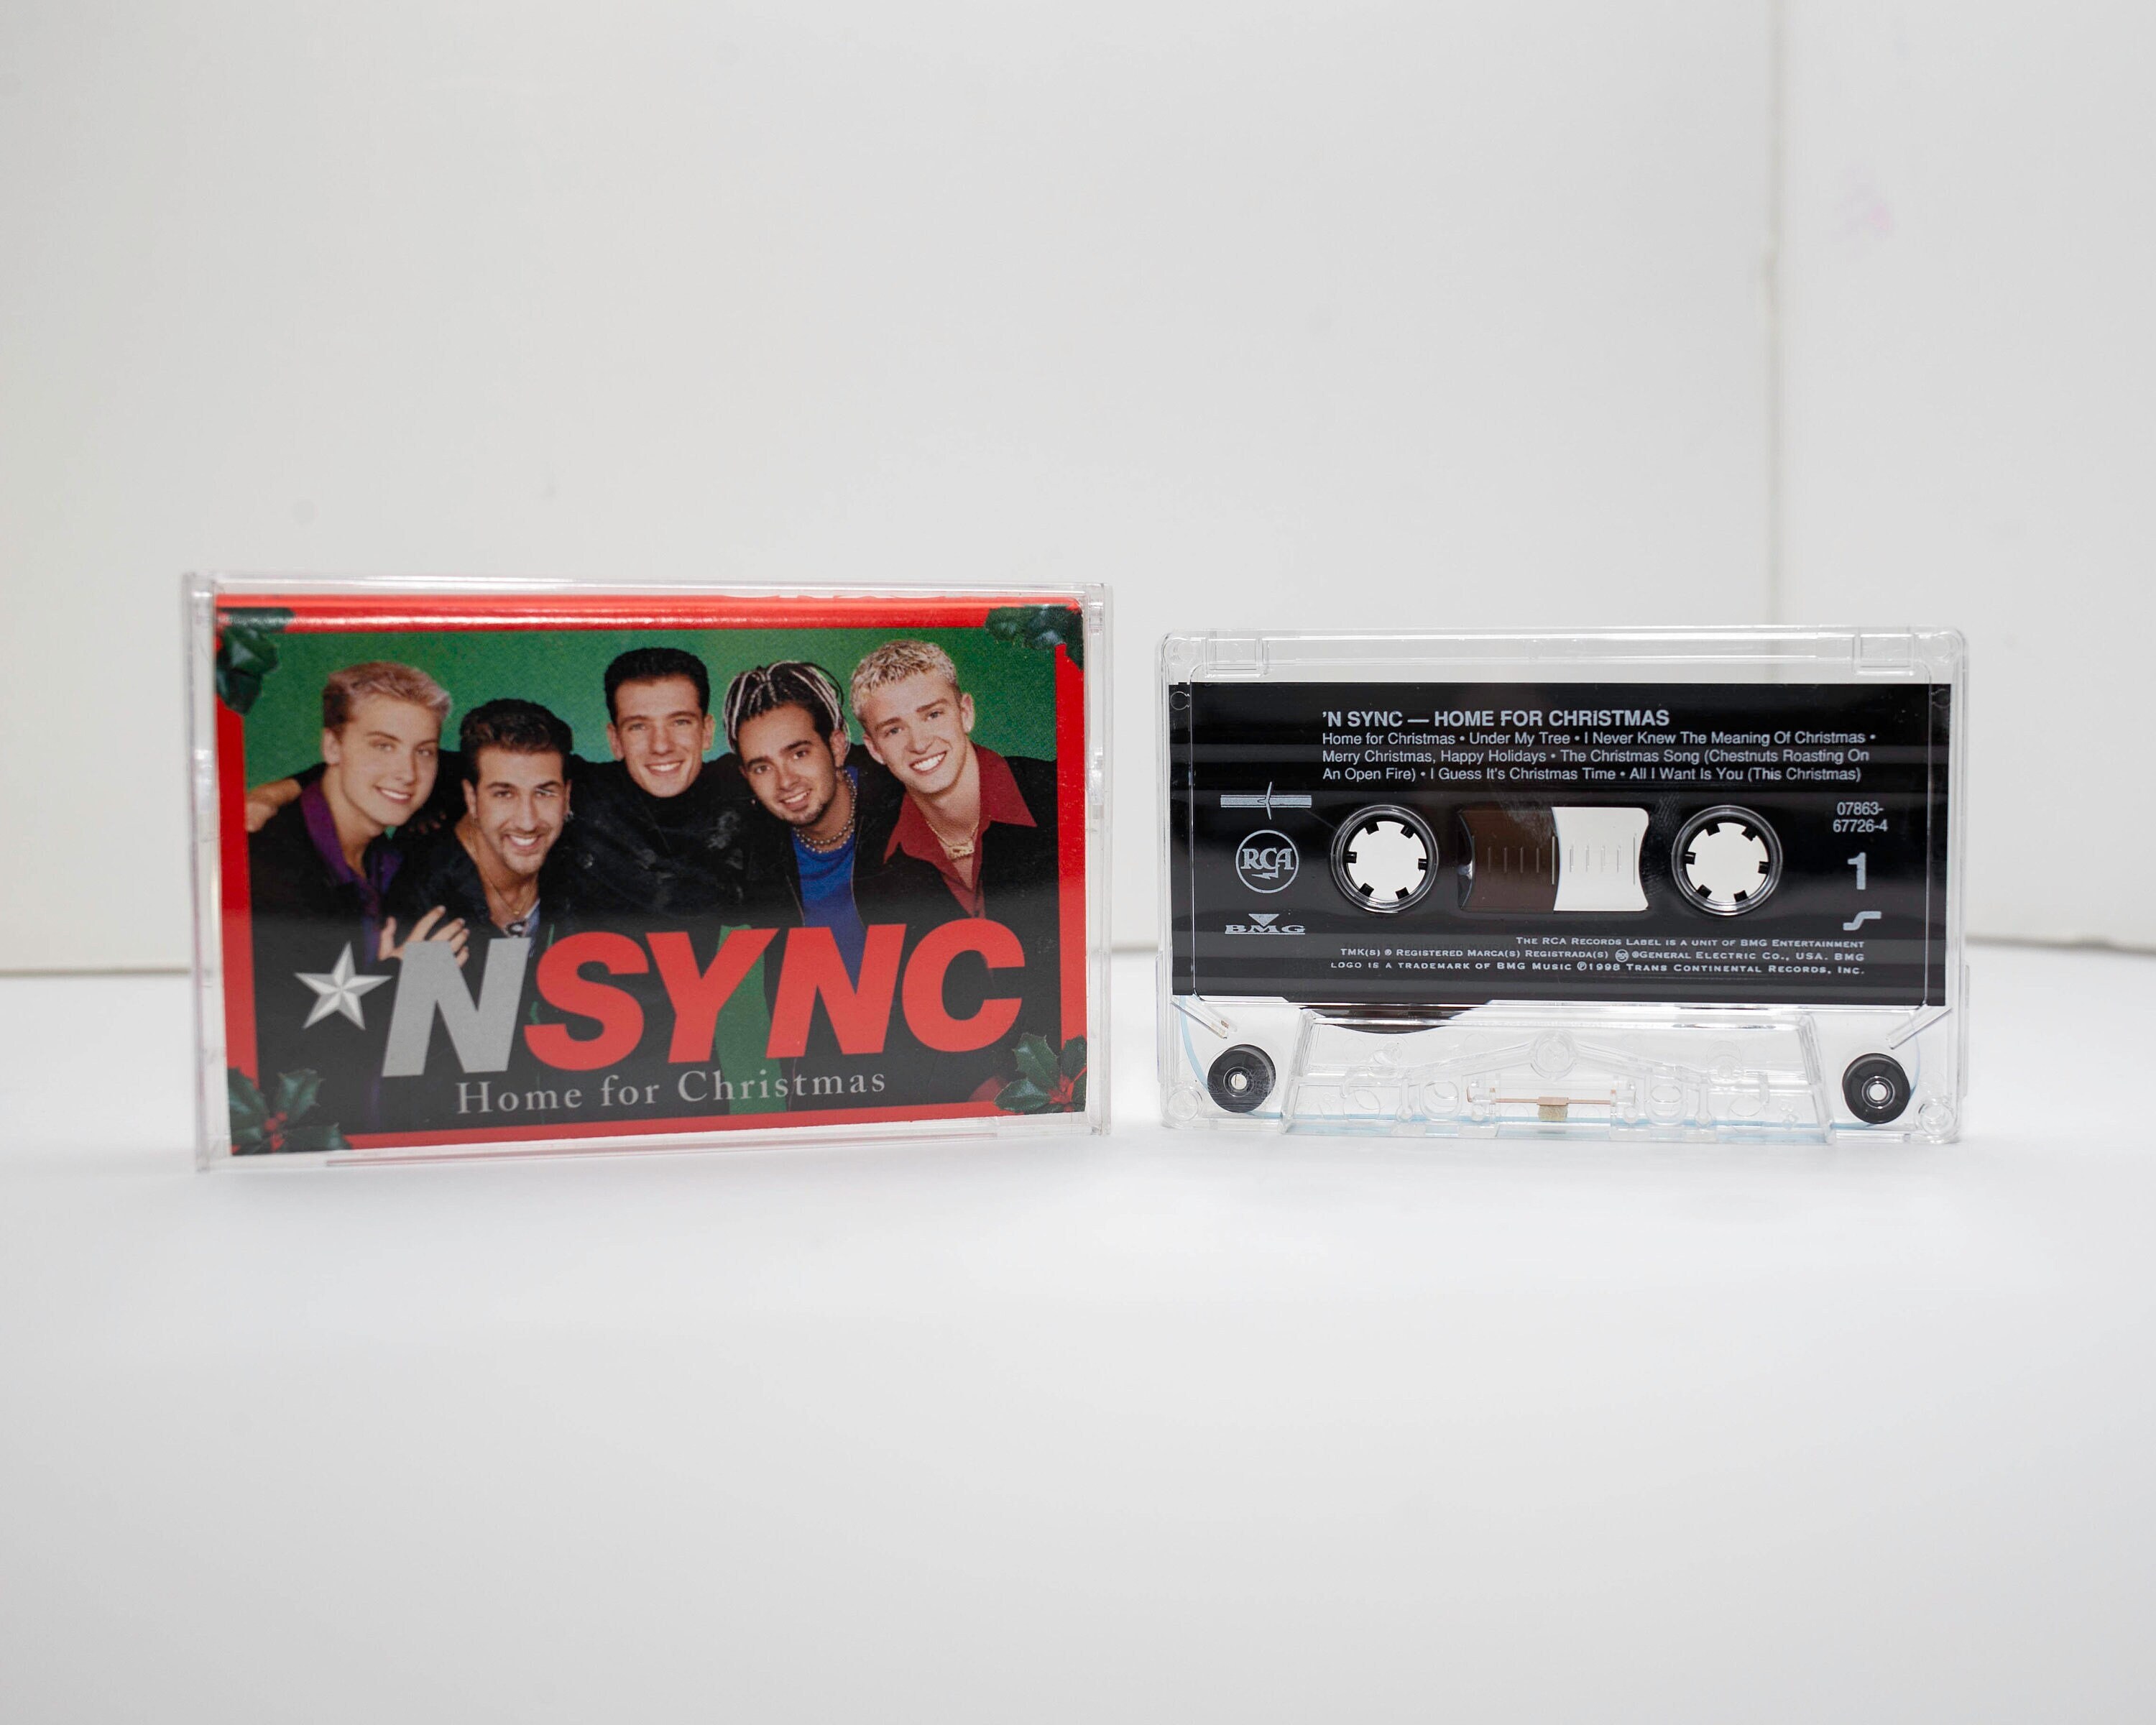 *NSYNC
Home for Christmas
'N SYNC — HOME FOR CHRISTMAS
Home for Christmas • Under My Tree • I Never Knew The Meaning Of Christmas •
Merry Christmas, Happy Holidays • The Christmas Song (Chestnuts Roasting On
An Open Fire) • I Guess It's Christmas Time • All I Want Is You (This Christmas)
07863-
67726-4
RCA
1
BMG
THE RCA RECORDS LABEL IS A UNIT OF BMG ENTERTAINMENT
TMK(S) ® REGISTERED MARCA(S) REGISTRADA(S) RCA ®GENERAL ELECTRIC CO., USA. BMG
LOGO IS A TRADEMARK OF BMG MUSIC ℗1998 TRANS CONTINENTAL RECORDS, INC.